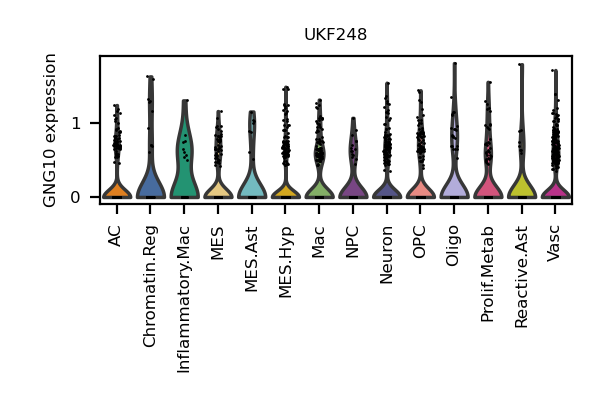 UKF248
GNG10 expression
1
0
AC
Chromatin.Reg
Inflammatory.Mac
MES
MES.Ast
MES.Hyp
Mac
NPC
Neuron
OPC
Oligo
Prolif.Metab
Reactive.Ast
Vasc